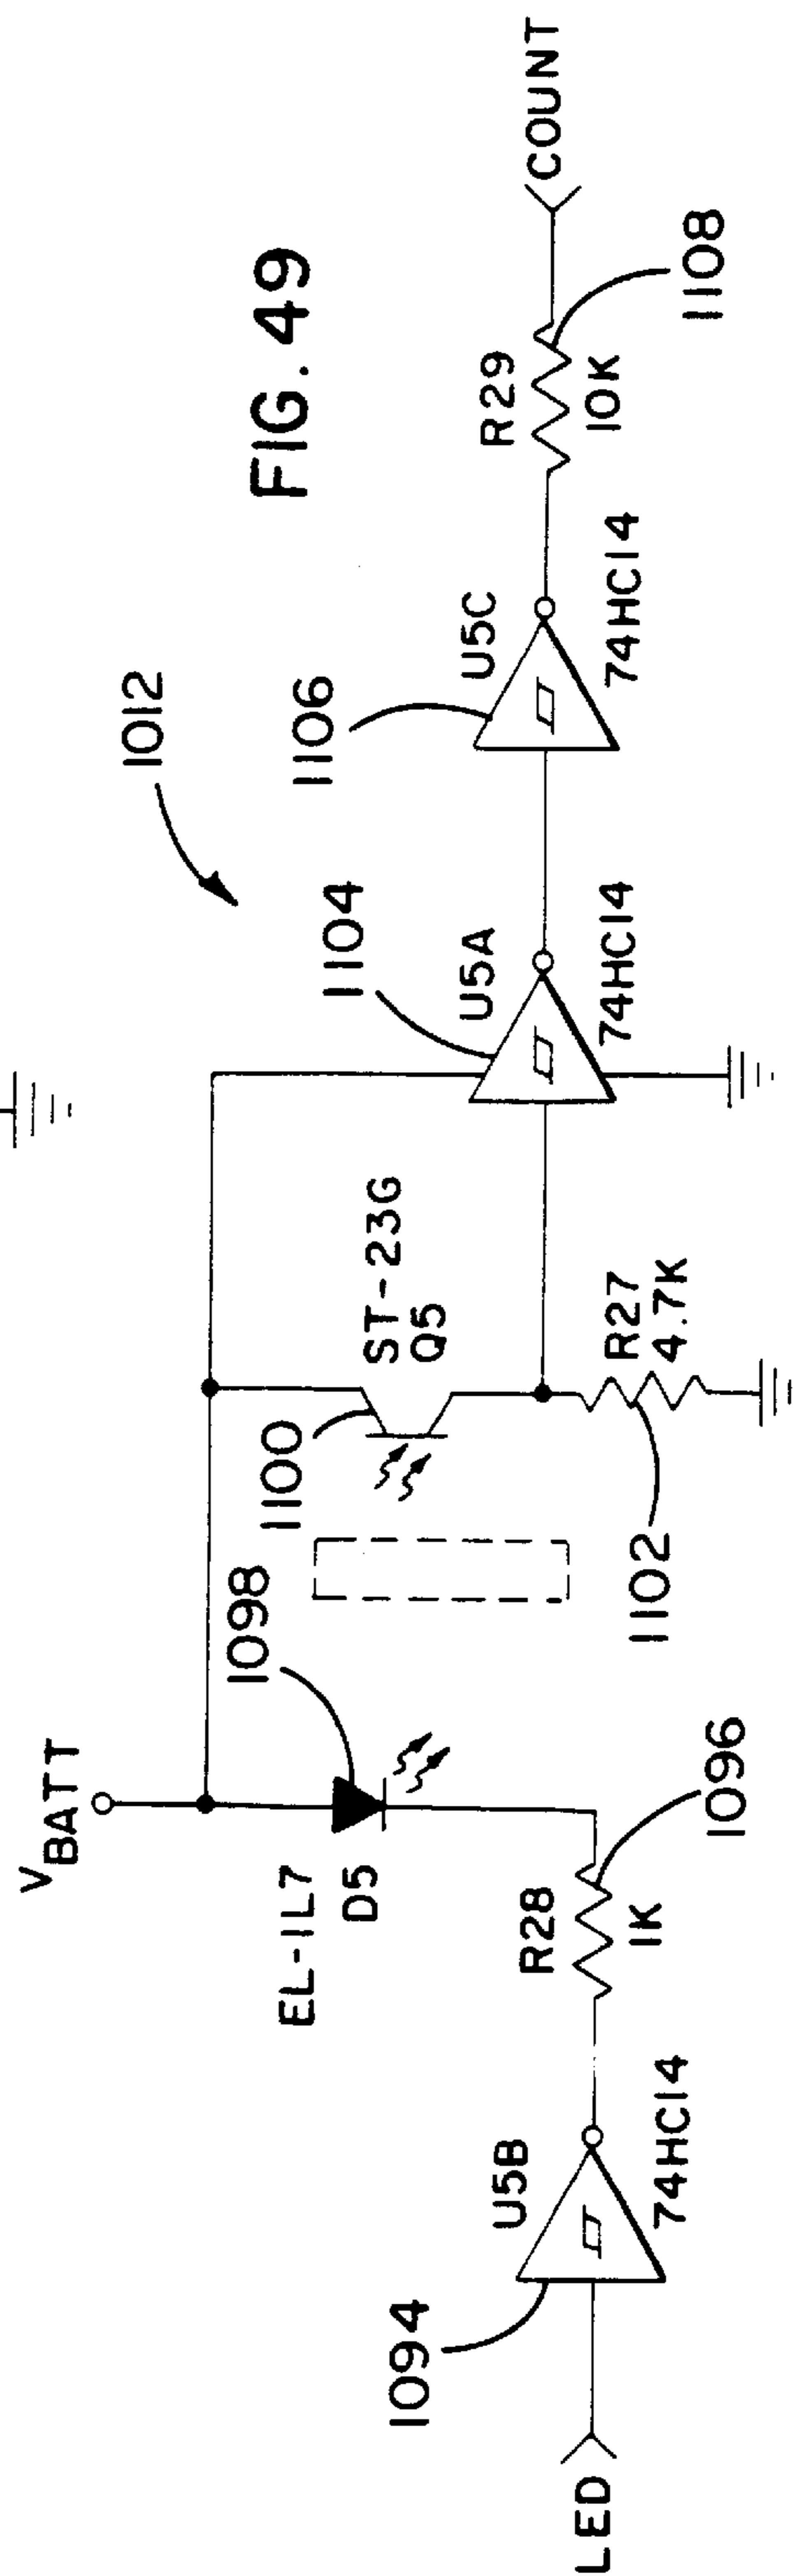 FIG. 49
1012
VBATT
EL-1L7
D5
1098
1100
ST-23G
Q5
1104
U5A
74HC14
1106
U5C
74HC14
R29
10K
1108
COUNT
LED
1094
U5B
74HC14
R28
1K
1096
1102
R27
4.7K